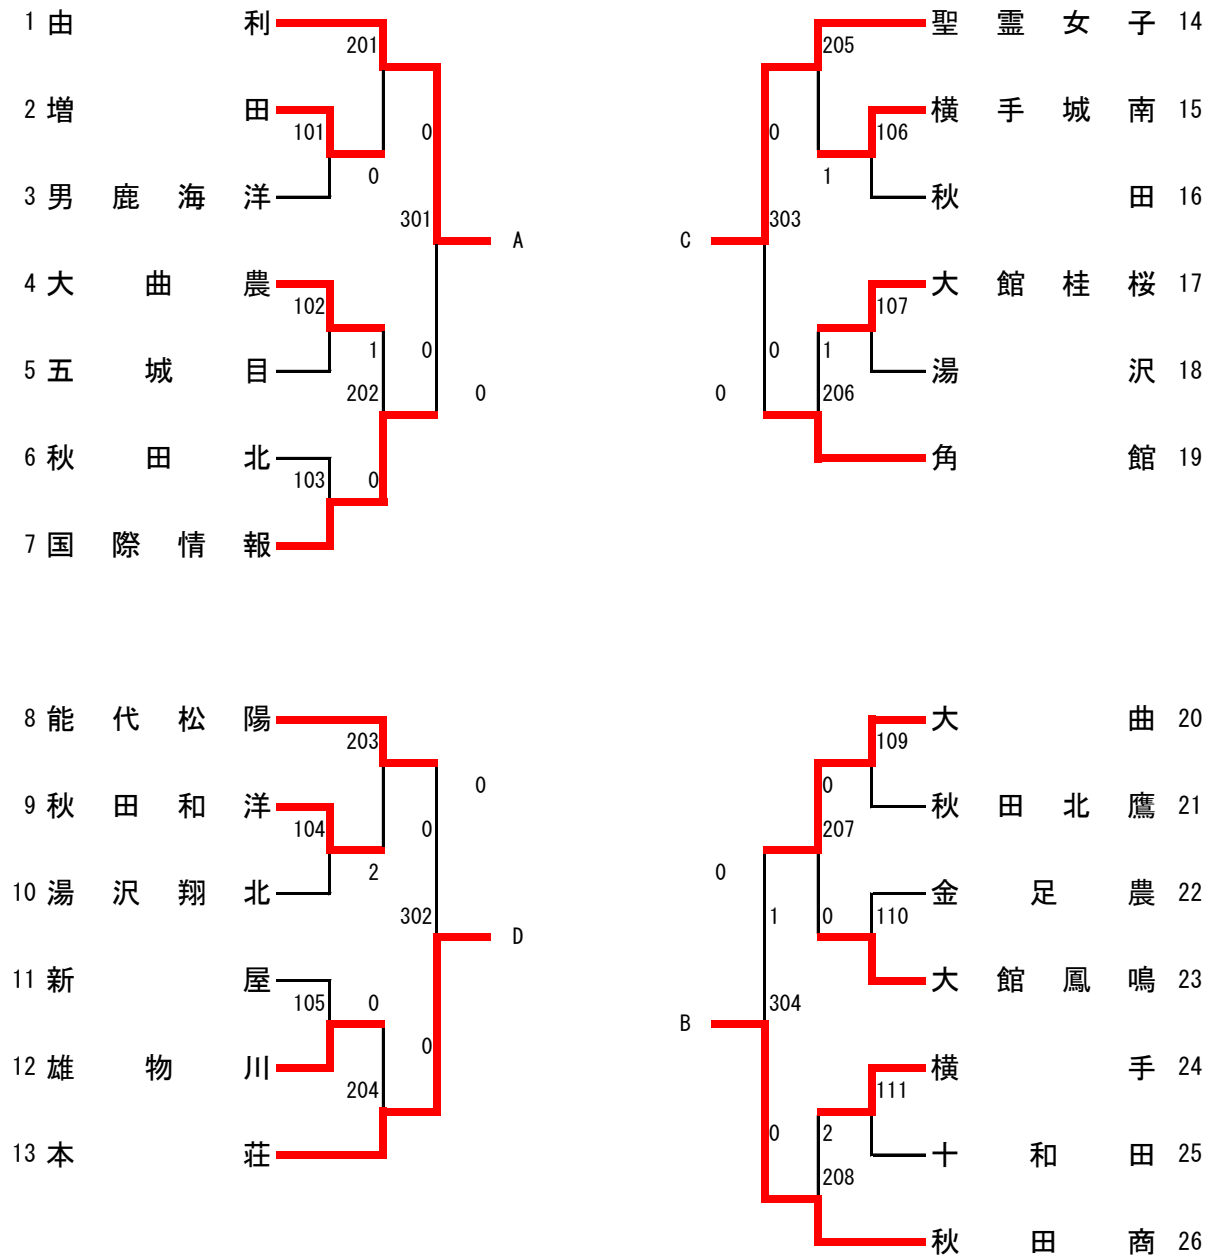 1 由利
201
2 増田
101
0
0
3 男鹿海洋
301
A
4 大曲農
102
1
0
5 五城目
202
0
6 秋田北
103
0
7 国際情報
8 能代松陽
203
0
9 秋田和洋
104
0
2
10 湯沢翔北
302
D
11 新屋
105
0
0
12 雄物川
204
13 本荘
聖霊女子 14
205
横手城南 15
0
106
1
秋田 16
303
C
大館桂桜 17
107
0
1
湯沢 18
0
206
角館 19
大曲 20
109
0
秋田北鷹 21
207
0
金足農 22
1
0
110
大館鳳鳴 23
304
B
横手 24
111
0
2
十和田 25
208
秋田商 26